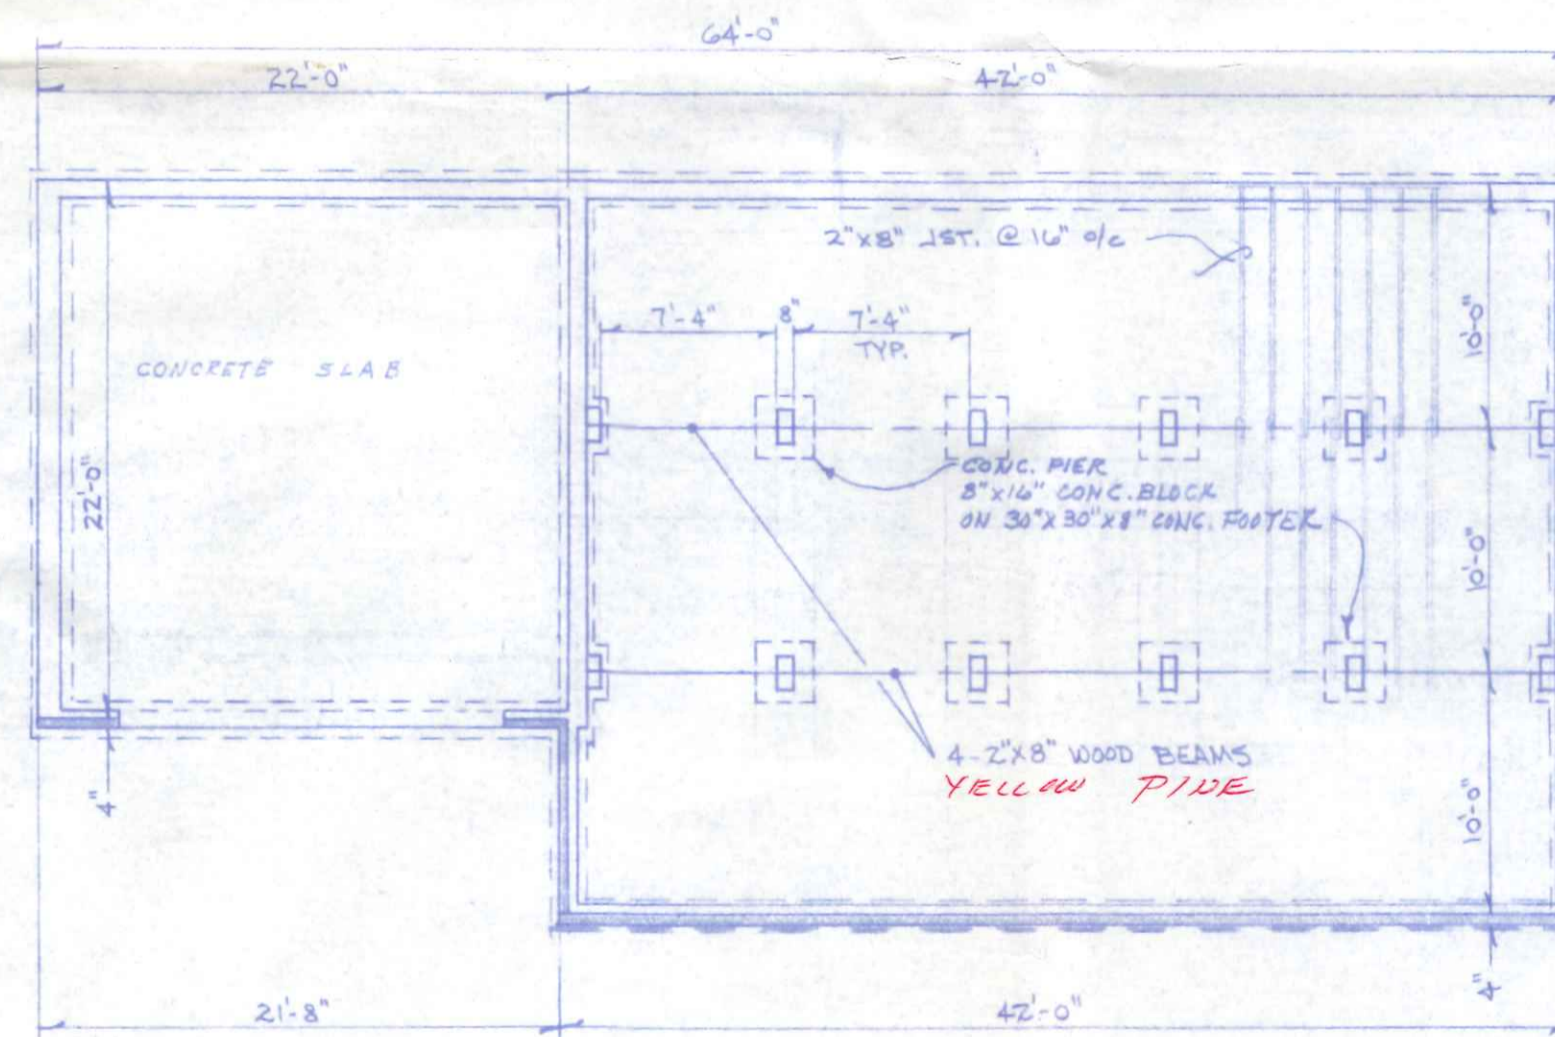 64'-0"
22'-0"
42'-0"
2"x8" JST. @ 16" o/c
7'-4"
8"
7'-4"
TYP.
10'-0"
CONCRETE SLAB
CONC. PIER
8"x16" CONC. BLOCK
ON 30"x30"x8" CONC. FOOTER
22'-0"
10'-0"
4-2"x8" WOOD BEAMS
YELLOW PINE
4"
10'-0"
4"
21'-8"
42'-0"